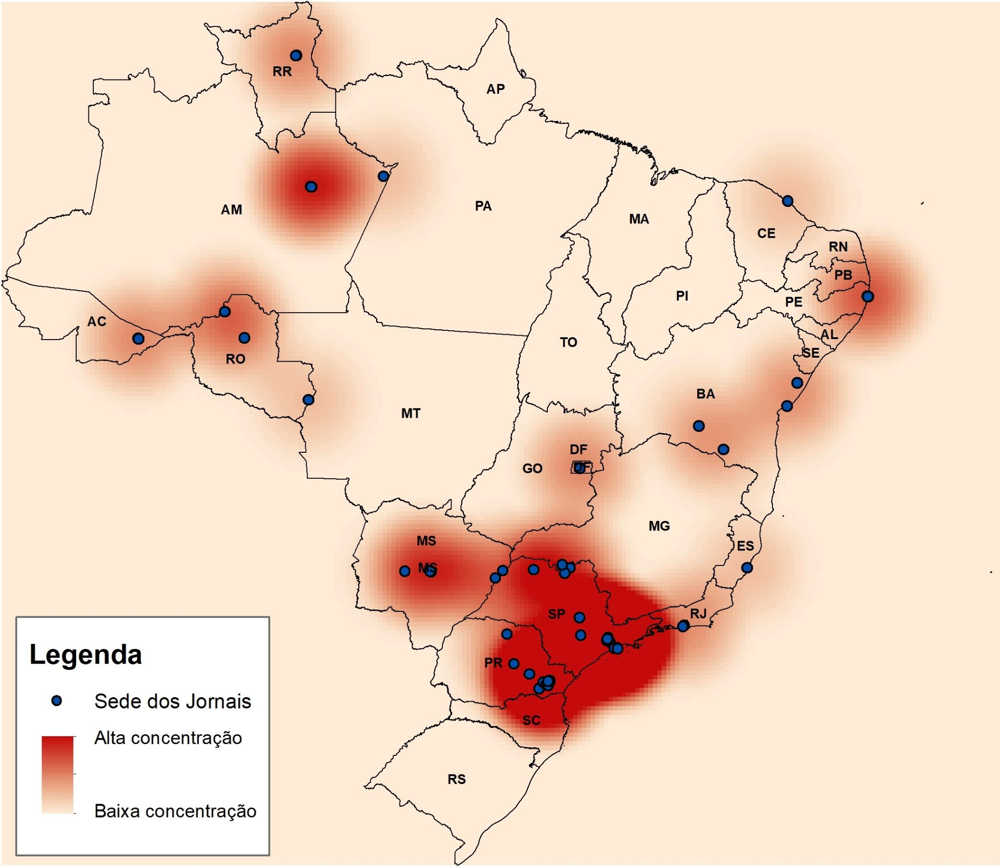 RR
AP
AM
PA
MA
CE
RN
PB
PE
PI
AC
RO
TO
AL
SE
BA
MT
DF
GO
DF
MG
MS
ES
MS
SP
RJ
PR
SC
RS
Legenda
Sede dos Jornais
Alta concentração
Baixa concentração